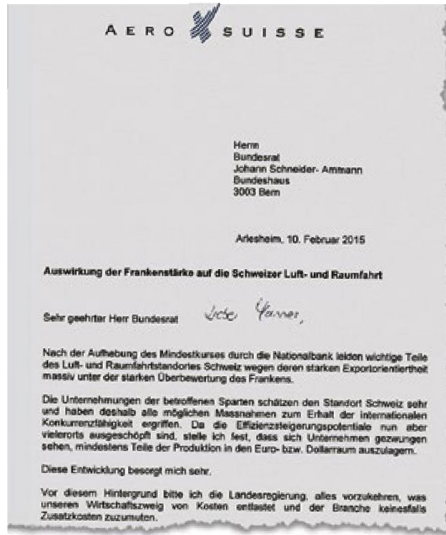 AERO SUISSE
Herrn
Bundesrat
Johann Schneider- Ammann
Bundeshaus
3003 Bern
Arlesheim, 10. Februar 2015
Auswirkung der Frankenstärke auf die Schweizer Luft- und Raumfahrt
Sehr geehrter Herr Bundesrat
Nach der Aufhebung des Mindestkurses durch die Nationalbank leiden wichtige Teile
des Luft- und Raumfahrtstandortes Schweiz wegen deren starken Exportorientiertheit
massiv unter der starken Überbewertung des Frankens.
Die Unternehmungen der betroffenen Sparten schätzen den Standort Schweiz sehr
und haben deshalb alle möglichen Massnahmen zum Erhalt der internationalen
Konkurrenzfähigkeit ergriffen. Da die Effizienzsteigerungspotentiale nun aber
vielerorts ausgeschöpft sind, stelle ich fest, dass sich Unternehmen gezwungen
sehen, mindestens Teile der Produktion in den Euro- bzw. Dollarraum auszulagern.
Diese Entwicklung besorgt mich sehr.
Vor diesem Hintergrund bitte ich die Landesregierung, alles vorzukehren, was
unseren Wirtschaftszweig von Kosten entlastet und der Branche keinesfalls
Zusatzkosten zuzumuten.